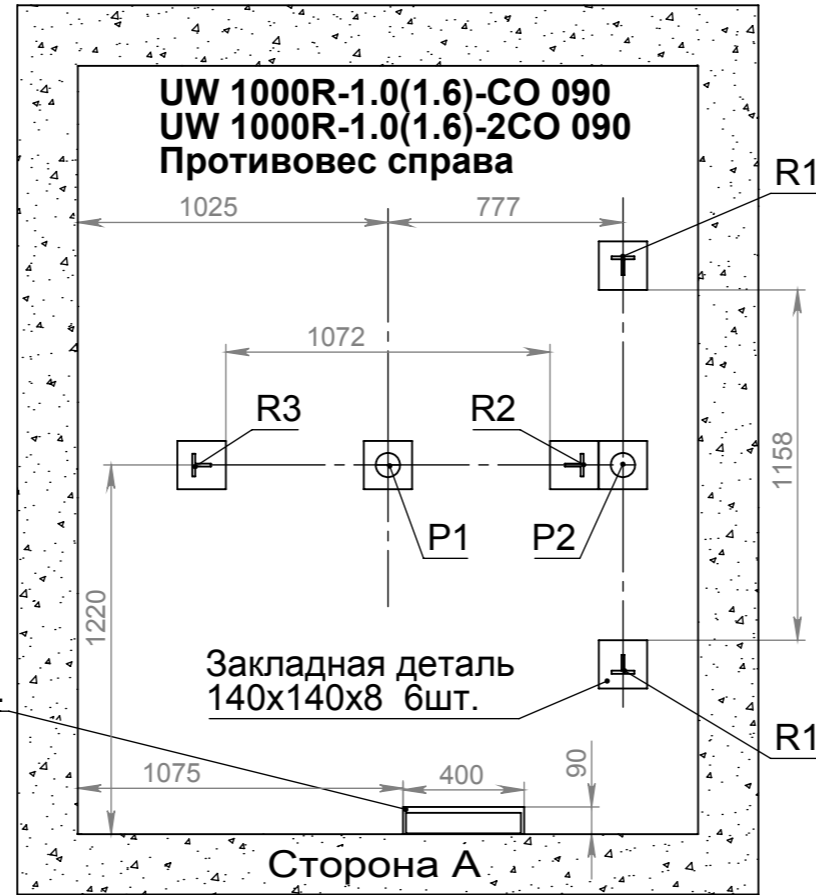 UW 1000R-1.0(1.6)-CO 090
UW 1000R-1.0(1.6)-2CO 090
Противовес справа
R1
1025
777
1072
R3
R2
1158
P1
P2
1220
Закладная деталь
140x140x8 6шт.
R1
1075
400
90
Сторона А